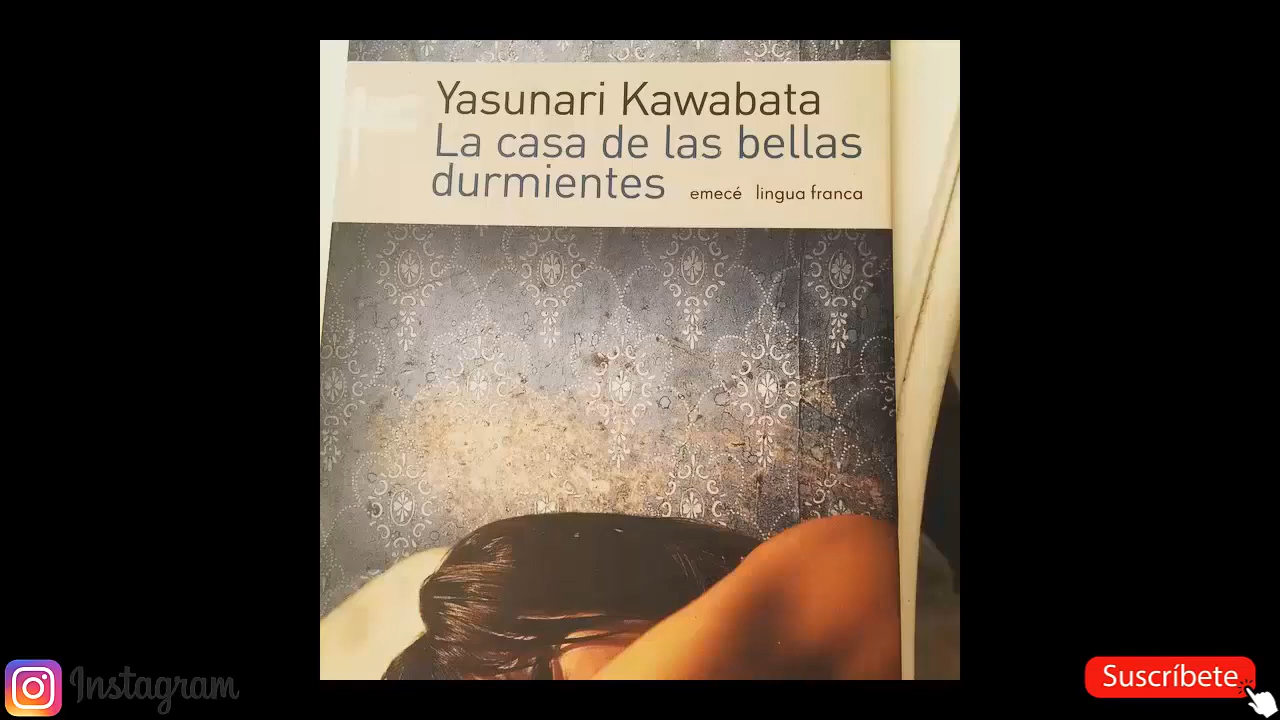 Yasunari Kawabata
La casa de las bellas
durmientes emecé lingua franca
Instagram
Suscríbete